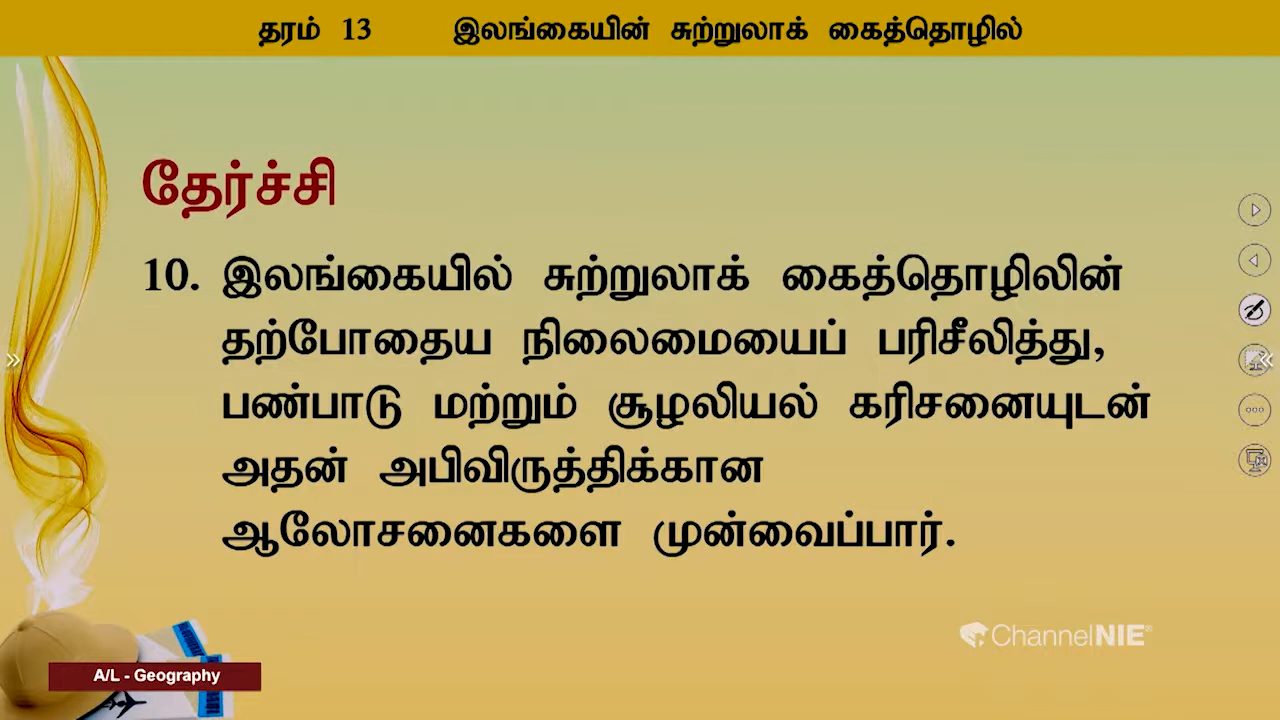 தரம் 13 இலங்கையின் சுற்றுலாக் கைத்தொழில்
தேர்ச்சி
10. இலங்கையில் சுற்றுலாக் கைத்தொழிலின்
தற்போதைய நிலைமையைப் பரிசீலித்து,
பண்பாடு மற்றும் சூழலியல் கரிசனையுடன்
அதன் அபிவிருத்திக்கான
ஆலோசனைகளை முன்வைப்பார்.
ChannelNIE
A/L - Geography